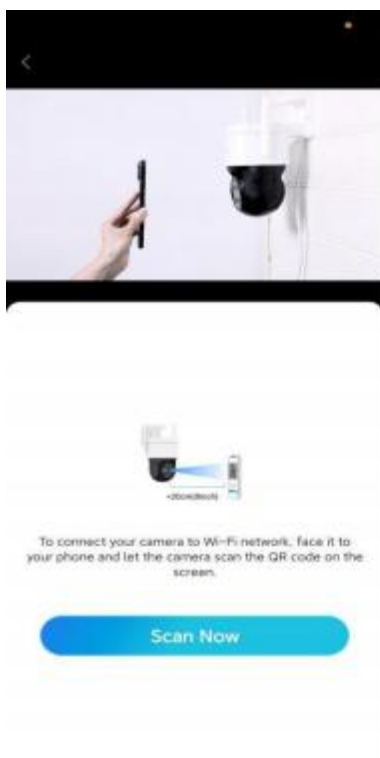 To connect your camera to Wi-Fi network, face it to
your phone and let the camera scan the QR code on the
screen.
Scan Now